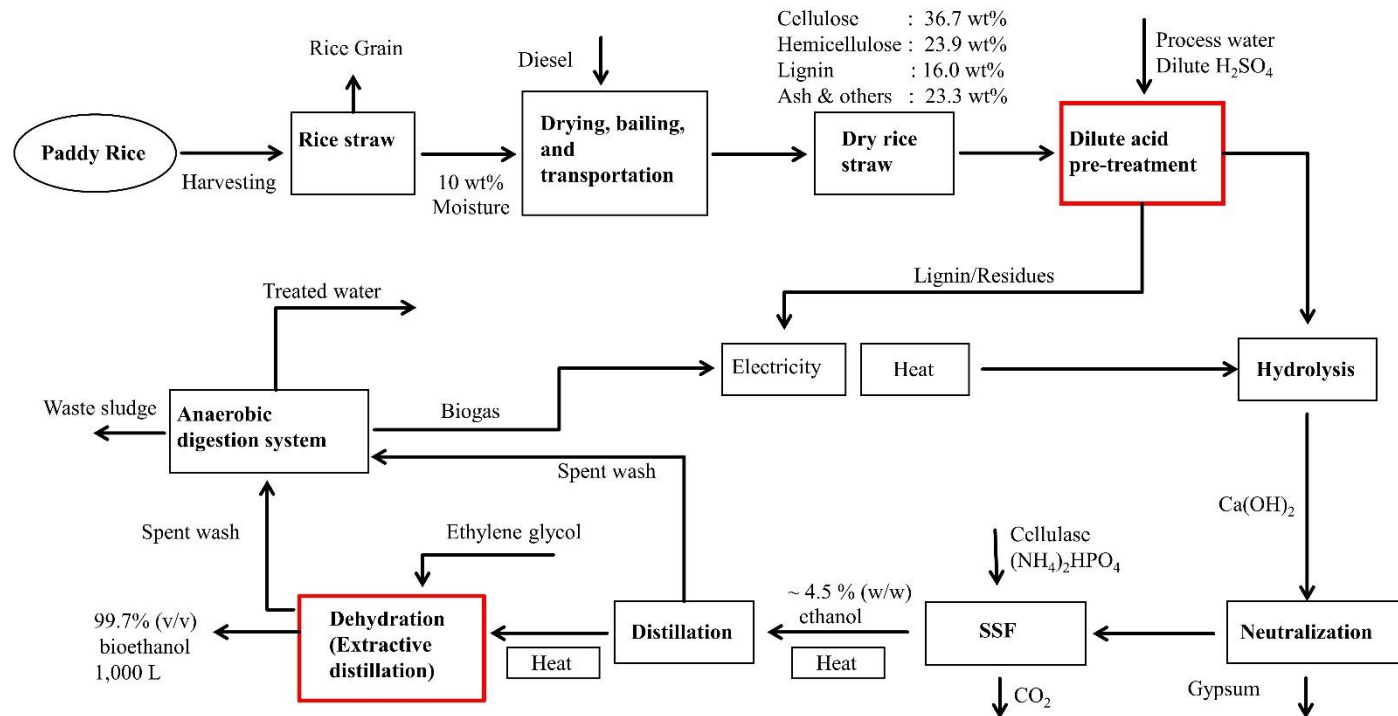 Cellulose : 36.7 wt%
Hemicellulose : 23.9 wt%
Lignin : 16.0 wt%
Ash & others : 23.3 wt%
Rice Grain
Diesel
Process water
Dilute H₂SO₄
Paddy Rice
Harvesting
Rice straw
10 wt%
Moisture
Drying, bailing,
and
transportation
Dry rice
straw
Dilute acid
pre-treatment
Lignin/Residues
Treated water
Electricity
Heat
Hydrolysis
Waste sludge
Anaerobic
digestion system
Biogas
Spent wash
Spent wash
Ethylene glycol
Cellulase
(NH₄)₂HPO₄
Ca(OH)₂
99.7% (v/v)
bioethanol
1,000 L
Dehydration
(Extractive
distillation)
Heat
Distillation
~ 4.5 % (w/w)
ethanol
Heat
SSF
CO₂
Neutralization
Gypsum